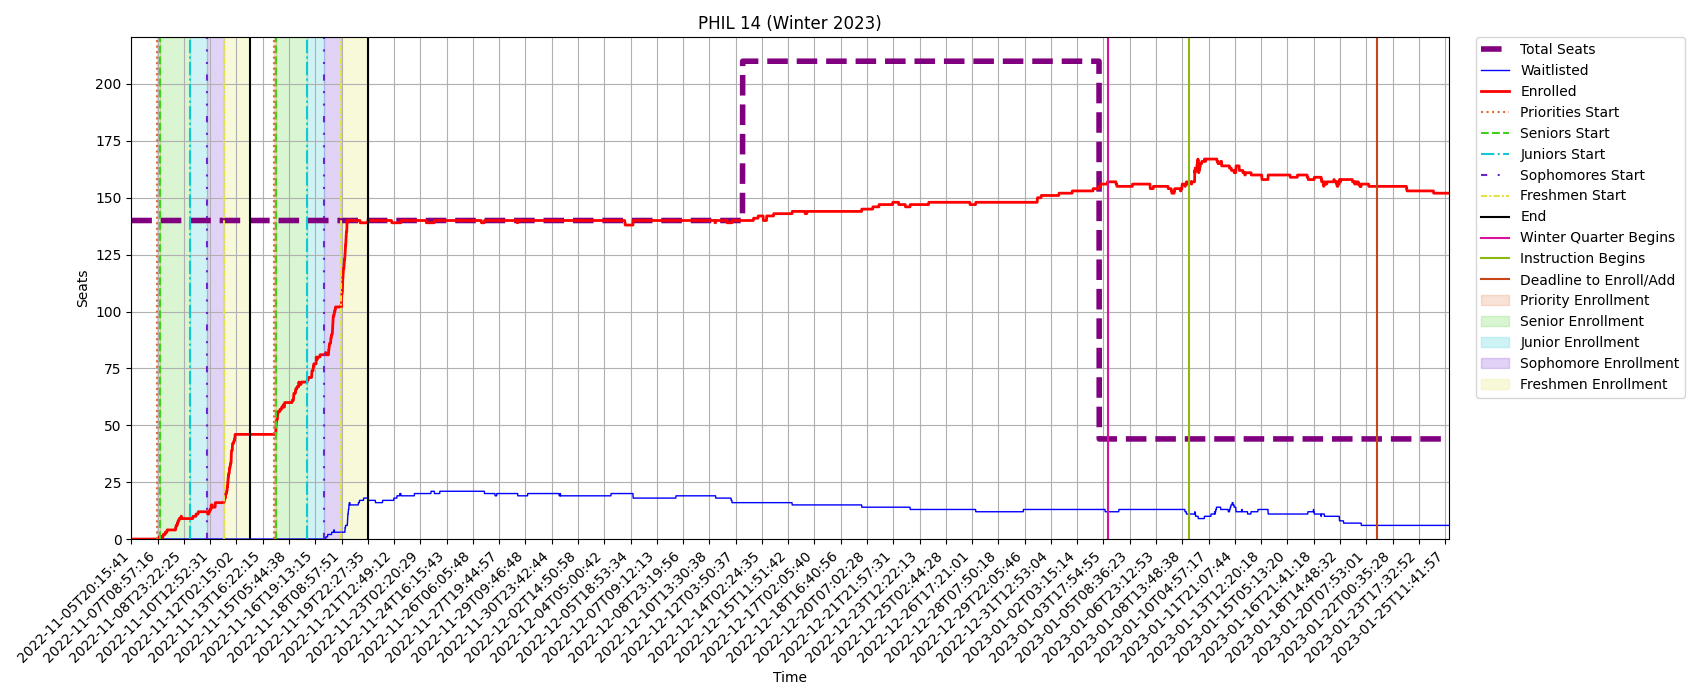 PHIL 14 (Winter 2023)
Seats
200
175
150
125
100
75
50
25
0
2022-11-05T20:15:41
2022-11-07T08:57:16
2022-11-08T23:22:25
2022-11-10T12:52:31
2022-11-12T02:15:02
2022-11-13T16:22:15
2022-11-15T05:44:38
2022-11-16T19:13:15
2022-11-18T08:57:51
2022-11-19T22:27:35
2022-11-21T12:49:12
2022-11-23T02:20:29
2022-11-24T16:15:43
2022-11-26T06:05:48
2022-11-27T19:44:57
2022-11-29T09:46:48
2022-11-30T23:42:44
2022-12-02T14:50:58
2022-12-04T05:00:42
2022-12-05T18:53:34
2022-12-07T09:12:13
2022-12-08T23:19:56
2022-12-10T13:30:38
2022-12-12T03:50:37
2022-12-14T02:24:35
2022-12-15T11:51:42
2022-12-17T02:05:40
2022-12-18T16:40:56
2022-12-20T07:02:28
2022-12-21T21:57:31
2022-12-23T12:22:13
2022-12-25T02:44:28
2022-12-26T17:21:01
2022-12-28T07:50:18
2022-12-29T22:05:46
2022-12-31T12:53:04
2023-01-02T03:15:14
2023-01-03T17:54:55
2023-01-05T08:36:23
2023-01-06T23:12:53
2023-01-08T13:48:38
2023-01-10T04:57:17
2023-01-11T21:07:44
2023-01-13T12:20:18
2023-01-15T05:13:20
2023-01-16T21:41:18
2023-01-18T14:48:32
2023-01-20T07:53:01
2023-01-22T00:35:28
2023-01-23T17:32:52
2023-01-25T11:41:57
Time
Total Seats
Waitlisted
Enrolled
Priorities Start
Seniors Start
Juniors Start
Sophomores Start
Freshmen Start
End
Winter Quarter Begins
Instruction Begins
Deadline to Enroll/Add
Priority Enrollment
Senior Enrollment
Junior Enrollment
Sophomore Enrollment
Freshmen Enrollment